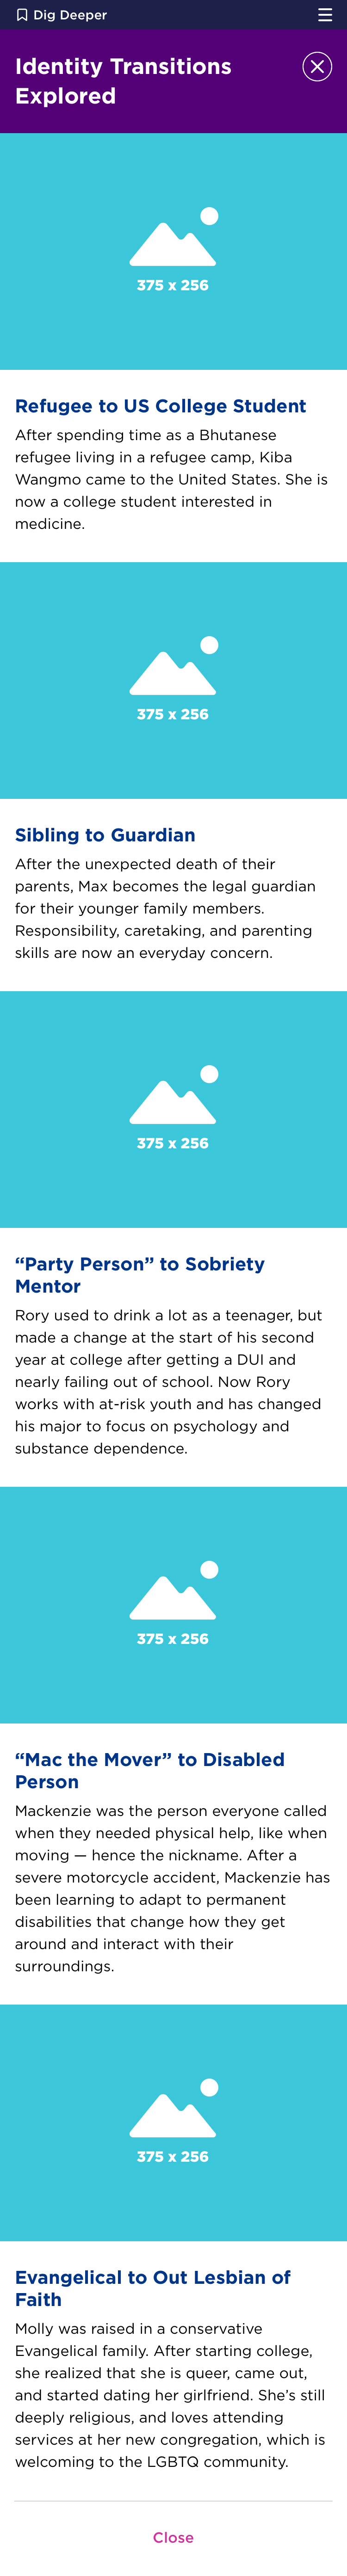 Dig Deeper
Identity Transitions
Explored
375 x 256
Refugee to US College Student
After spending time as a Bhutanese
refugee living in a refugee camp, Kiba
Wangmo came to the United States. She is
now a college student interested in
medicine.
375 x 256
Sibling to Guardian
After the unexpected death of their
parents, Max becomes the legal guardian
for their younger family members.
Responsibility, caretaking, and parenting
skills are now an everyday concern.
375 x 256
“Party Person” to Sobriety
Mentor
Rory used to drink a lot as a teenager, but
made a change at the start of his second
year at college after getting a DUI and
nearly failing out of school. Now Rory
works with at-risk youth and has changed
his major to focus on psychology and
substance dependence.
375 x 256
“Mac the Mover” to Disabled
Person
Mackenzie was the person everyone called
when they needed physical help, like when
moving — hence the nickname. After a
severe motorcycle accident, Mackenzie has
been learning to adapt to permanent
disabilities that change how they get
around and interact with their
surroundings.
375 x 256
Evangelical to Out Lesbian of
Faith
Molly was raised in a conservative
Evangelical family. After starting college,
she realized that she is queer, came out,
and started dating her girlfriend. She’s still
deeply religious, and loves attending
services at her new congregation, which is
welcoming to the LGBTQ community.
Close